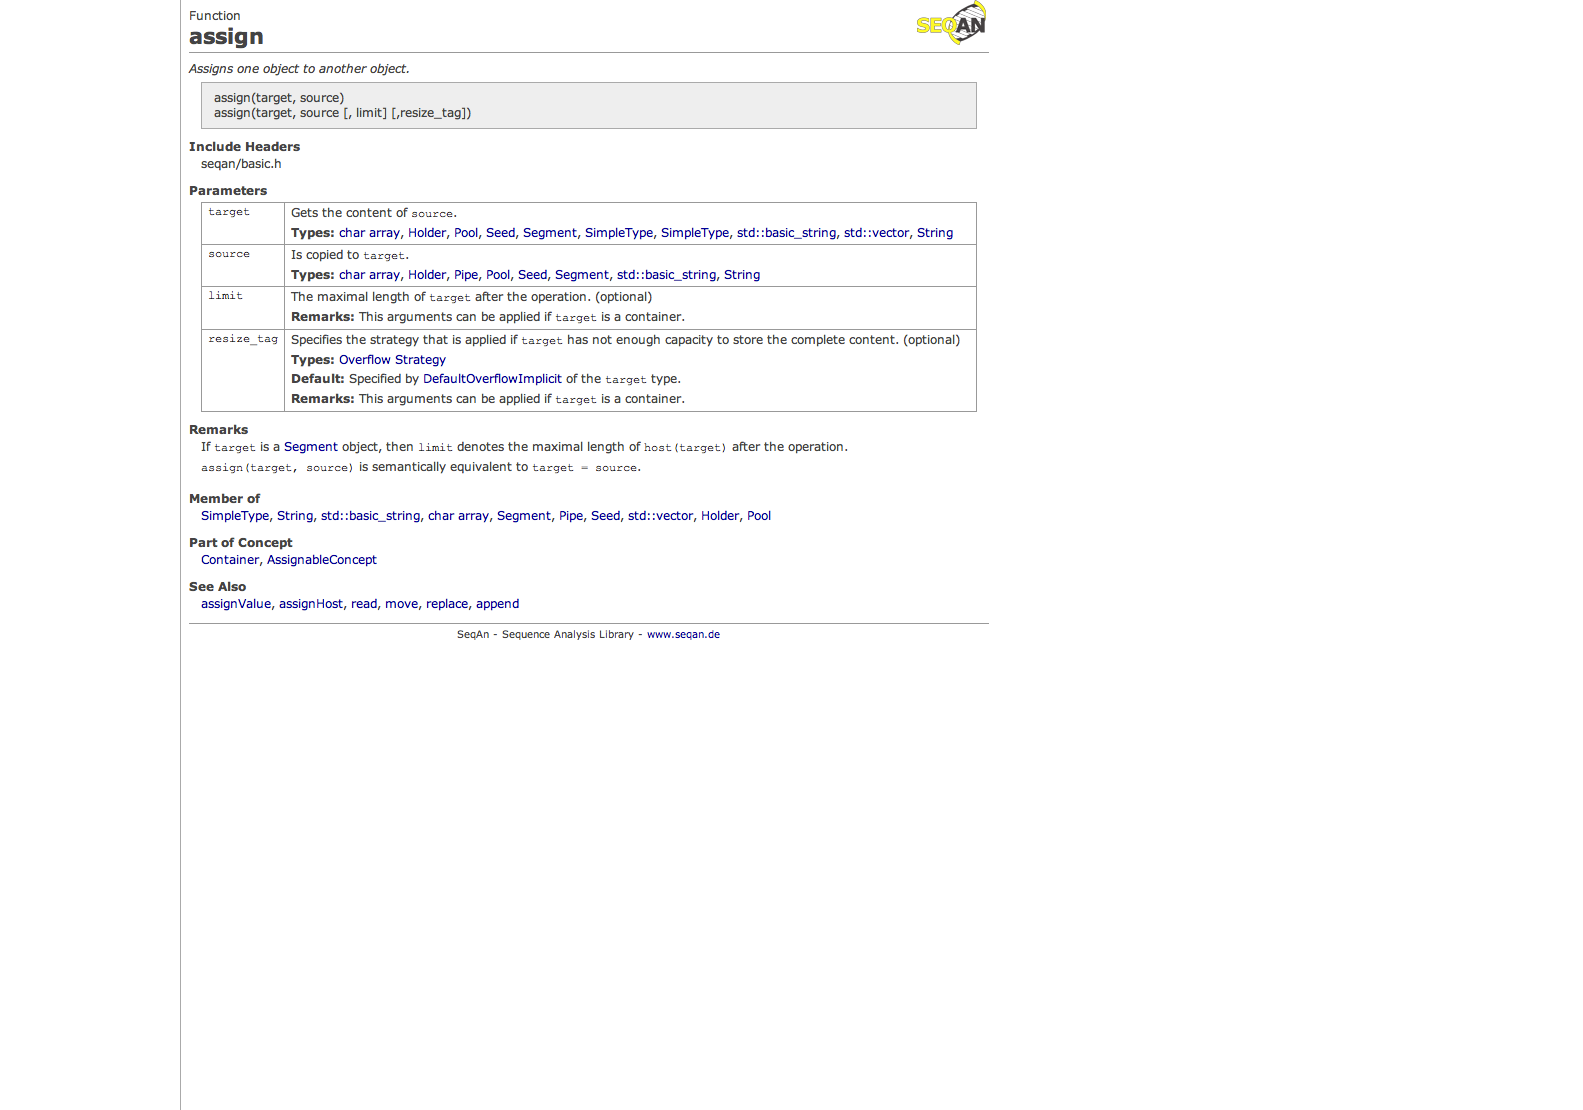 Function
assign
SEQAN
Assigns one object to another object.
assign(target, source)
assign(target, source [, limit] [,resize_tag])
Include Headers
seqan/basic.h
Parameters
target Gets the content of source.
Types: char array, Holder, Pool, Seed, Segment, SimpleType, SimpleType, std::basic_string, std::vector, String
source Is copied to target.
Types: char array, Holder, Pipe, Pool, Seed, Segment, std::basic_string, String
limit The maximal length of target after the operation. (optional)
Remarks: This arguments can be applied if target is a container.
resize_tag Specifies the strategy that is applied if target has not enough capacity to store the complete content. (optional)
Types: Overflow Strategy
Default: Specified by DefaultOverflowImplicit of the target type.
Remarks: This arguments can be applied if target is a container.
Remarks
If target is a Segment object, then limit denotes the maximal length of host(target) after the operation.
assign(target, source) is semantically equivalent to target = source.
Member of
SimpleType, String, std::basic_string, char array, Segment, Pipe, Seed, std::vector, Holder, Pool
Part of Concept
Container, AssignableConcept
See Also
assignValue, assignHost, read, move, replace, append
SeqAn - Sequence Analysis Library - www.seqan.de